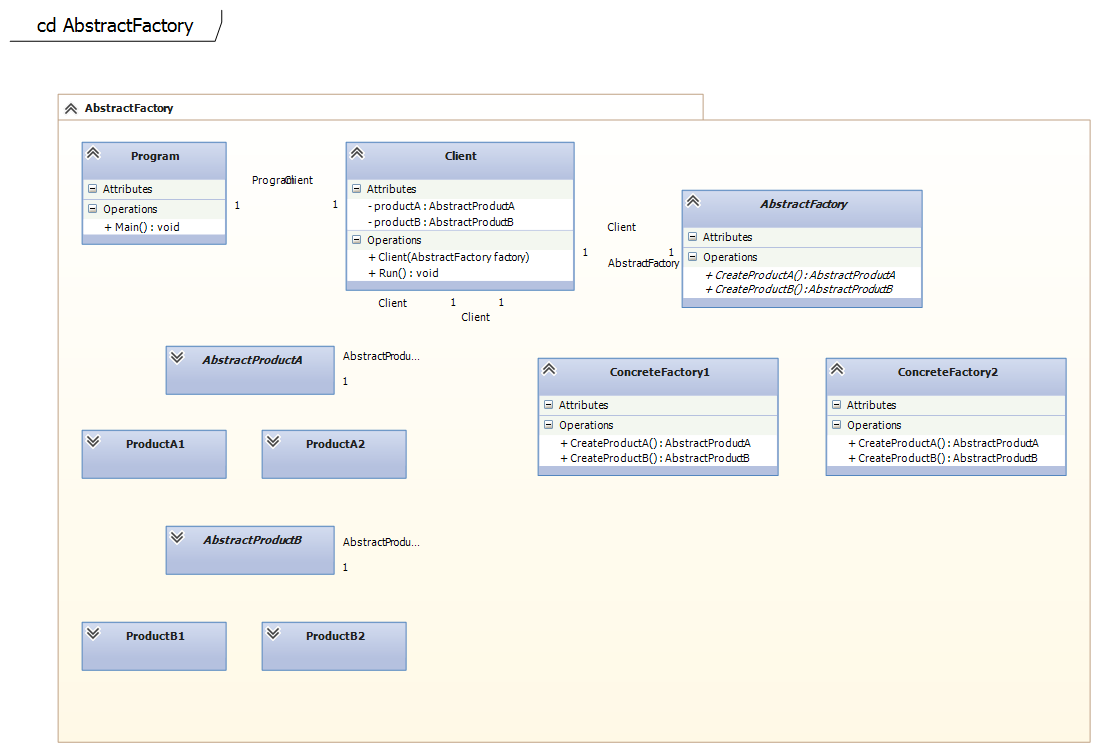 cd AbstractFactory
AbstractFactory
Program
Attributes
Operations
+ Main() : void
Program
Client
1
1
Client
Attributes
- productA : AbstractProductA
- productB : AbstractProductB
Operations
+ Client(AbstractFactory factory)
+ Run() : void
Client
1
1
AbstractFactory
AbstractFactory
Attributes
Operations
+ CreateProductA() : AbstractProductA
+ CreateProductB() : AbstractProductB
Client
1
1
Client
AbstractProductA
AbstractProdu...
1
ProductA1
ProductA2
ConcreteFactory1
Attributes
Operations
+ CreateProductA() : AbstractProductA
+ CreateProductB() : AbstractProductB
ConcreteFactory2
Attributes
Operations
+ CreateProductA() : AbstractProductA
+ CreateProductB() : AbstractProductB
AbstractProductB
AbstractProdu...
1
ProductB1
ProductB2